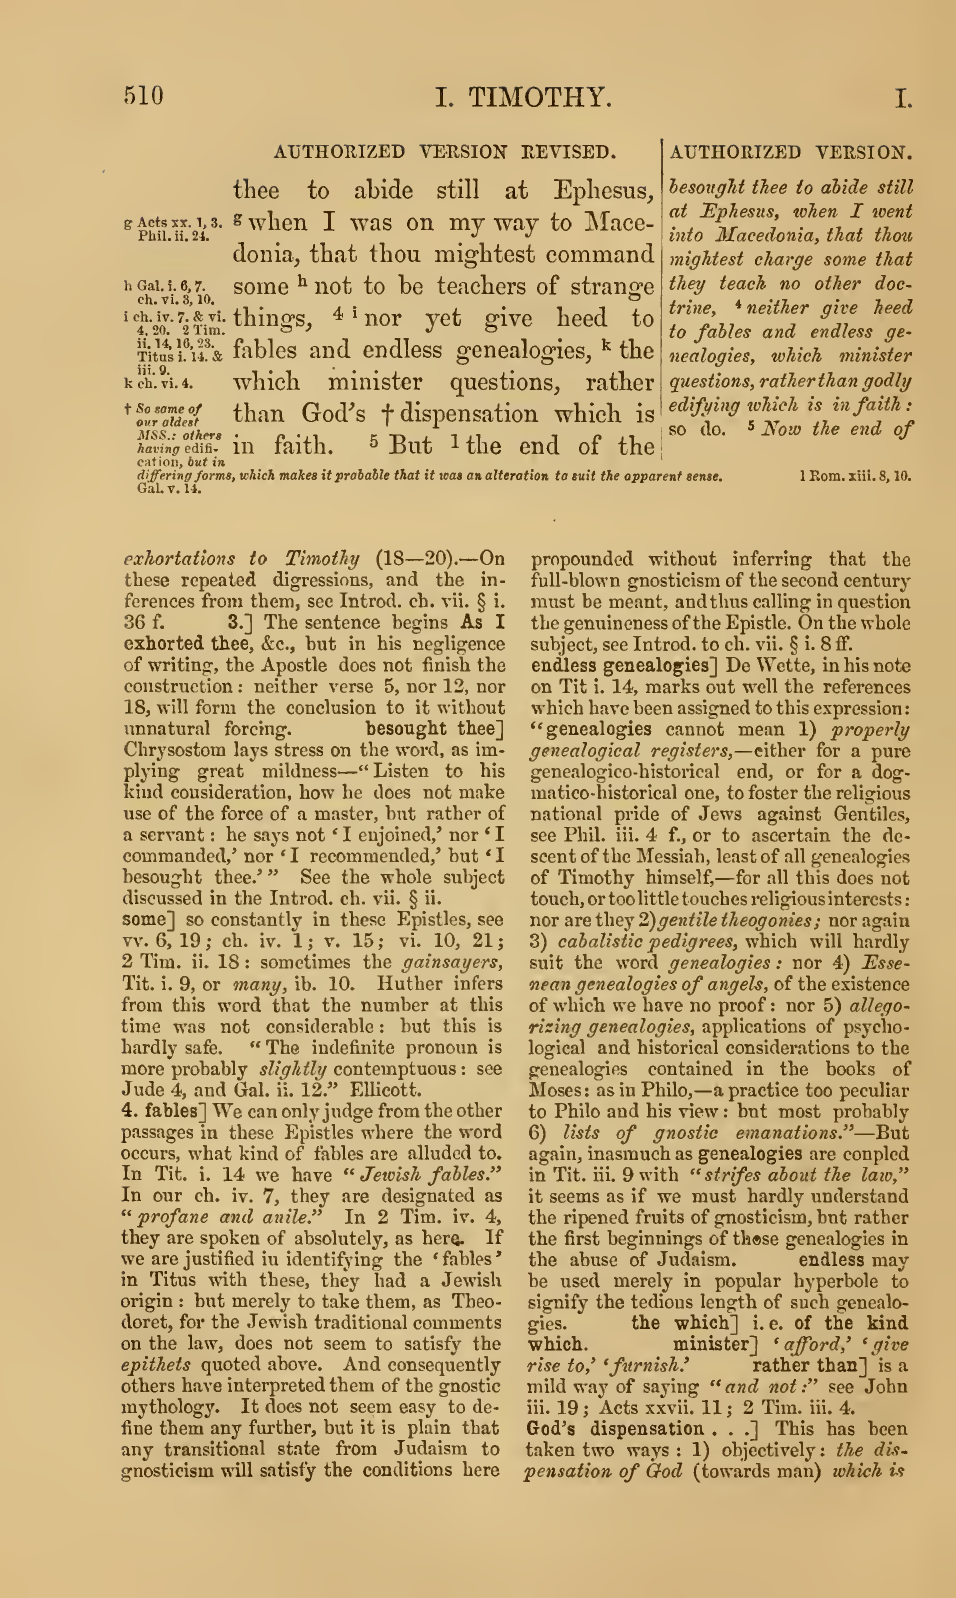 510
I. TIMOTHY.
I.
AUTHORIZED VERSION REVISED.
thee to abide still at Ephesus,
g when I was on my way to Mace-
donia, that thou mightest command
some h not to be teachers of strange
things, 4 i nor yet give heed to
fables and endless genealogies, k the
which minister questions, rather
than God's † dispensation which is
in faith. 5 But l the end of the
g Acts xx. 1, 3.
Phil. ii. 24.
h Gal. i. 6, 7.
ch. vi. 3, 10.
i ch. iv. 7. & vi.
4, 20. 2 Tim.
ii. 14, 16, 23.
Titus i. 14. &
iii. 9.
k ch. vi. 4.
† So some of
our oldest
MSS.: others
having edifi-
cation, but in
differing forms, which makes it probable that it was an alteration to suit the apparent sense.
l Rom. xiii. 8, 10.
Gal. v. 14.
AUTHORIZED VERSION.
besought thee to abide still
at Ephesus, when I went
into Macedonia, that thou
mightest charge some that
they teach no other doc-
trine, 4 neither give heed
to fables and endless ge-
nealogies, which minister
questions, rather than godly
edifying which is in faith:
so do. 5 Now the end of
exhortations to Timothy (18—20).—On
these repeated digressions, and the in-
ferences from them, see Introd. ch. vii. § i.
36 f. 3.] The sentence begins As I
exhorted thee, &c., but in his negligence
of writing, the Apostle does not finish the
construction: neither verse 5, nor 12, nor
18, will form the conclusion to it without
unnatural forcing. besought thee]
Chrysostom lays stress on the word, as im-
plying great mildness—“Listen to his
kind consideration, how he does not make
use of the force of a master, but rather of
a servant: he says not ‘I enjoined,’ nor ‘I
commanded,’ nor ‘I recommended,’ but ‘I
besought thee.’” See the whole subject
discussed in the Introd. ch. vii. § ii.
some] so constantly in these Epistles, see
vv. 6, 19; ch. iv. 1; v. 15; vi. 10, 21;
2 Tim. ii. 18: sometimes the gainsayers,
Tit. i. 9, or many, ib. 10. Huther infers
from this word that the number at this
time was not considerable: but this is
hardly safe. “The indefinite pronoun is
more probably slightly contemptuous: see
Jude 4, and Gal. ii. 12.” Ellicott.
4. fables] We can only judge from the other
passages in these Epistles where the word
occurs, what kind of fables are alluded to.
In Tit. i. 14 we have “Jewish fables.”
In our ch. iv. 7, they are designated as
“profane and anile.” In 2 Tim. iv. 4,
they are spoken of absolutely, as here. If
we are justified in identifying the ‘fables’
in Titus with these, they had a Jewish
origin: but merely to take them, as Theo-
doret, for the Jewish traditional comments
on the law, does not seem to satisfy the
epithets quoted above. And consequently
others have interpreted them of the gnostic
mythology. It does not seem easy to de-
fine them any further, but it is plain that
any transitional state from Judaism to
gnosticism will satisfy the conditions here
propounded without inferring that the
full-blown gnosticism of the second century
must be meant, and thus calling in question
the genuineness of the Epistle. On the whole
subject, see Introd. to ch. vii. § i. 8 ff.
endless genealogies] De Wette, in his note
on Tit i. 14, marks out well the references
which have been assigned to this expression:
“genealogies cannot mean 1) properly
genealogical registers,—either for a pure
genealogico-historical end, or for a dog-
matico-historical one, to foster the religious
national pride of Jews against Gentiles,
see Phil. iii. 4 f., or to ascertain the de-
scent of the Messiah, least of all genealogies
of Timothy himself,—for all this does not
touch, or too little touches religious interests:
nor are they 2) gentile theogonies; nor again
3) cabalistic pedigrees, which will hardly
suit the word genealogies: nor 4) Esse-
nean genealogies of angels, of the existence
of which we have no proof: nor 5) allego-
rizing genealogies, applications of psycho-
logical and historical considerations to the
genealogies contained in the books of
Moses: as in Philo,—a practice too peculiar
to Philo and his view: but most probably
6) lists of gnostic emanations.”—But
again, inasmuch as genealogies are conpled
in Tit. iii. 9 with “strifes about the law,”
it seems as if we must hardly understand
the ripened fruits of gnosticism, but rather
the first beginnings of those genealogies in
the abuse of Judaism. endless may
be used merely in popular hyperbole to
signify the tedious length of such genealo-
gies. the which] i. e. of the kind
which. minister] ‘afford,’ ‘give
rise to,’ ‘furnish.’ rather than] is a
mild way of saying “and not:” see John
iii. 19; Acts xxvii. 11; 2 Tim. iii. 4.
God's dispensation . . .] This has been
taken two ways: 1) objectively: the dis-
pensation of God (towards man) which is